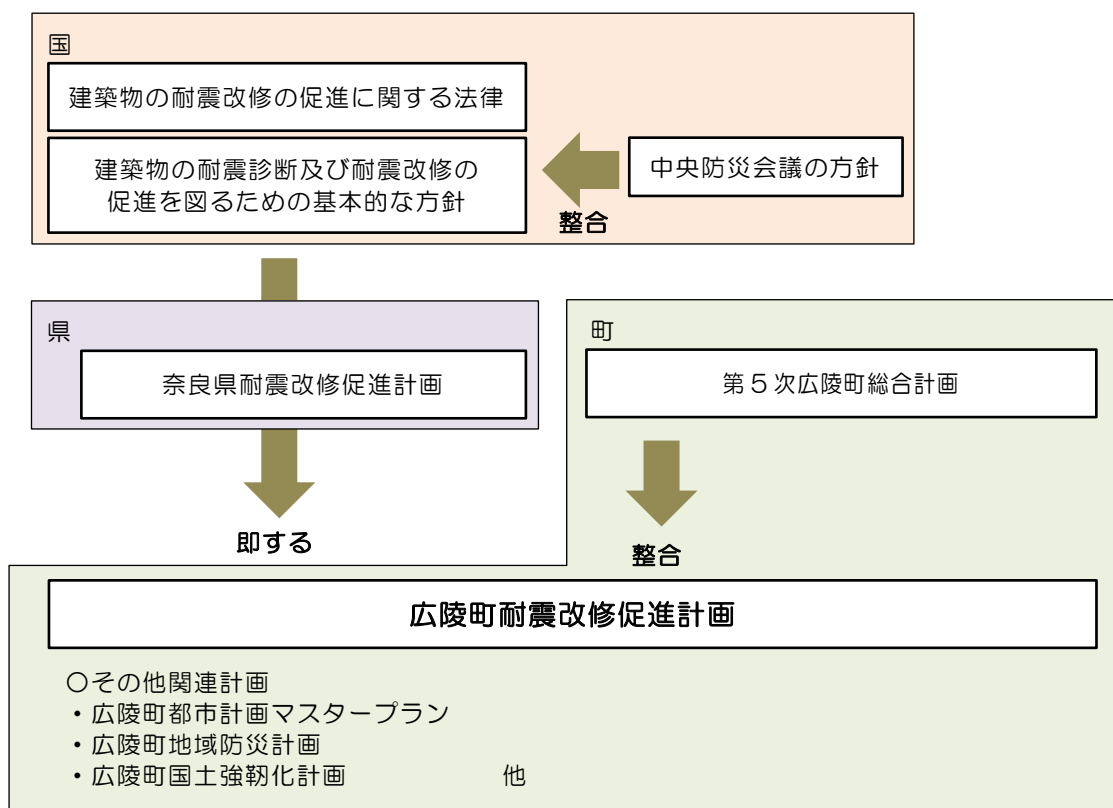 国
建築物の耐震改修の促進に関する法律
建築物の耐震診断及び耐震改修の
促進を図るための基本的な方針
中央防災会議の方針
整合
県
奈良県耐震改修促進計画
町
第5次広陵町総合計画
即する
整合
広陵町耐震改修促進計画
○その他関連計画
・広陵町都市計画マスタープラン
・広陵町地域防災計画
・広陵町国土強靭化計画 他